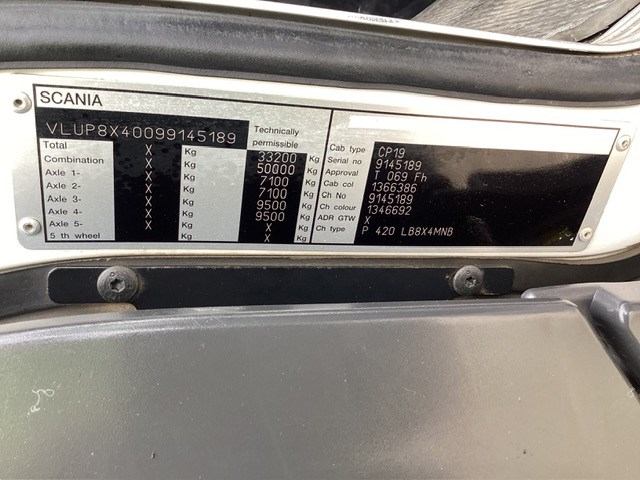 SCANIA
VLUP8X40099145189
Technically
permissible
Total X Kg 33200 Kg
Combination X Kg 50000 Kg
Axle 1- X Kg 7100 Kg
Axle 2- X Kg 7100 Kg
Axle 3- X Kg 9500 Kg
Axle 4- X Kg 9500 Kg
Axle 5- X Kg X Kg
5 th wheel X Kg X Kg
Cab type CP19
Serial no 9145189
Approval T 069 Fh
Cab col 1366386
Ch No 9145189
Ch colour 1346692
ADR GTW X
Ch type P 420 LB8X4MNB